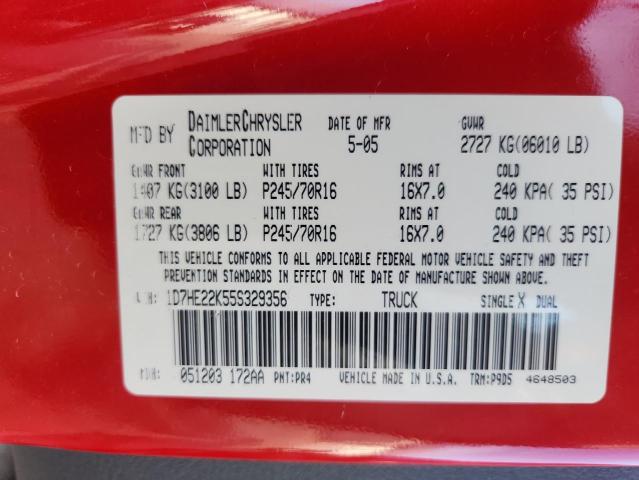 MFD BY DAIMLERCHRYSLER CORPORATION DATE OF MFR 5-05 GVWR 2727 KG(06010 LB)
GAWR FRONT WITH TIRES RIMS AT COLD
1407 KG(3100 LB) P245/70R16 16X7.0 240 KPA( 35 PSI)
GAWR REAR WITH TIRES RIMS AT COLD
1727 KG(3806 LB) P245/70R16 16X7.0 240 KPA( 35 PSI)
THIS VEHICLE CONFORMS TO ALL APPLICABLE FEDERAL MOTOR VEHICLE SAFETY AND THEFT
PREVENTION STANDARDS IN EFFECT ON THE DATE OF MANUFACTURE SHOWN ABOVE.
1D7HE22K55S329356 TYPE: TRUCK SINGLE X DUAL
MDH: 051203 172AA PNT:PR4 VEHICLE MADE IN U.S.A. TRM:P9D5 4648503